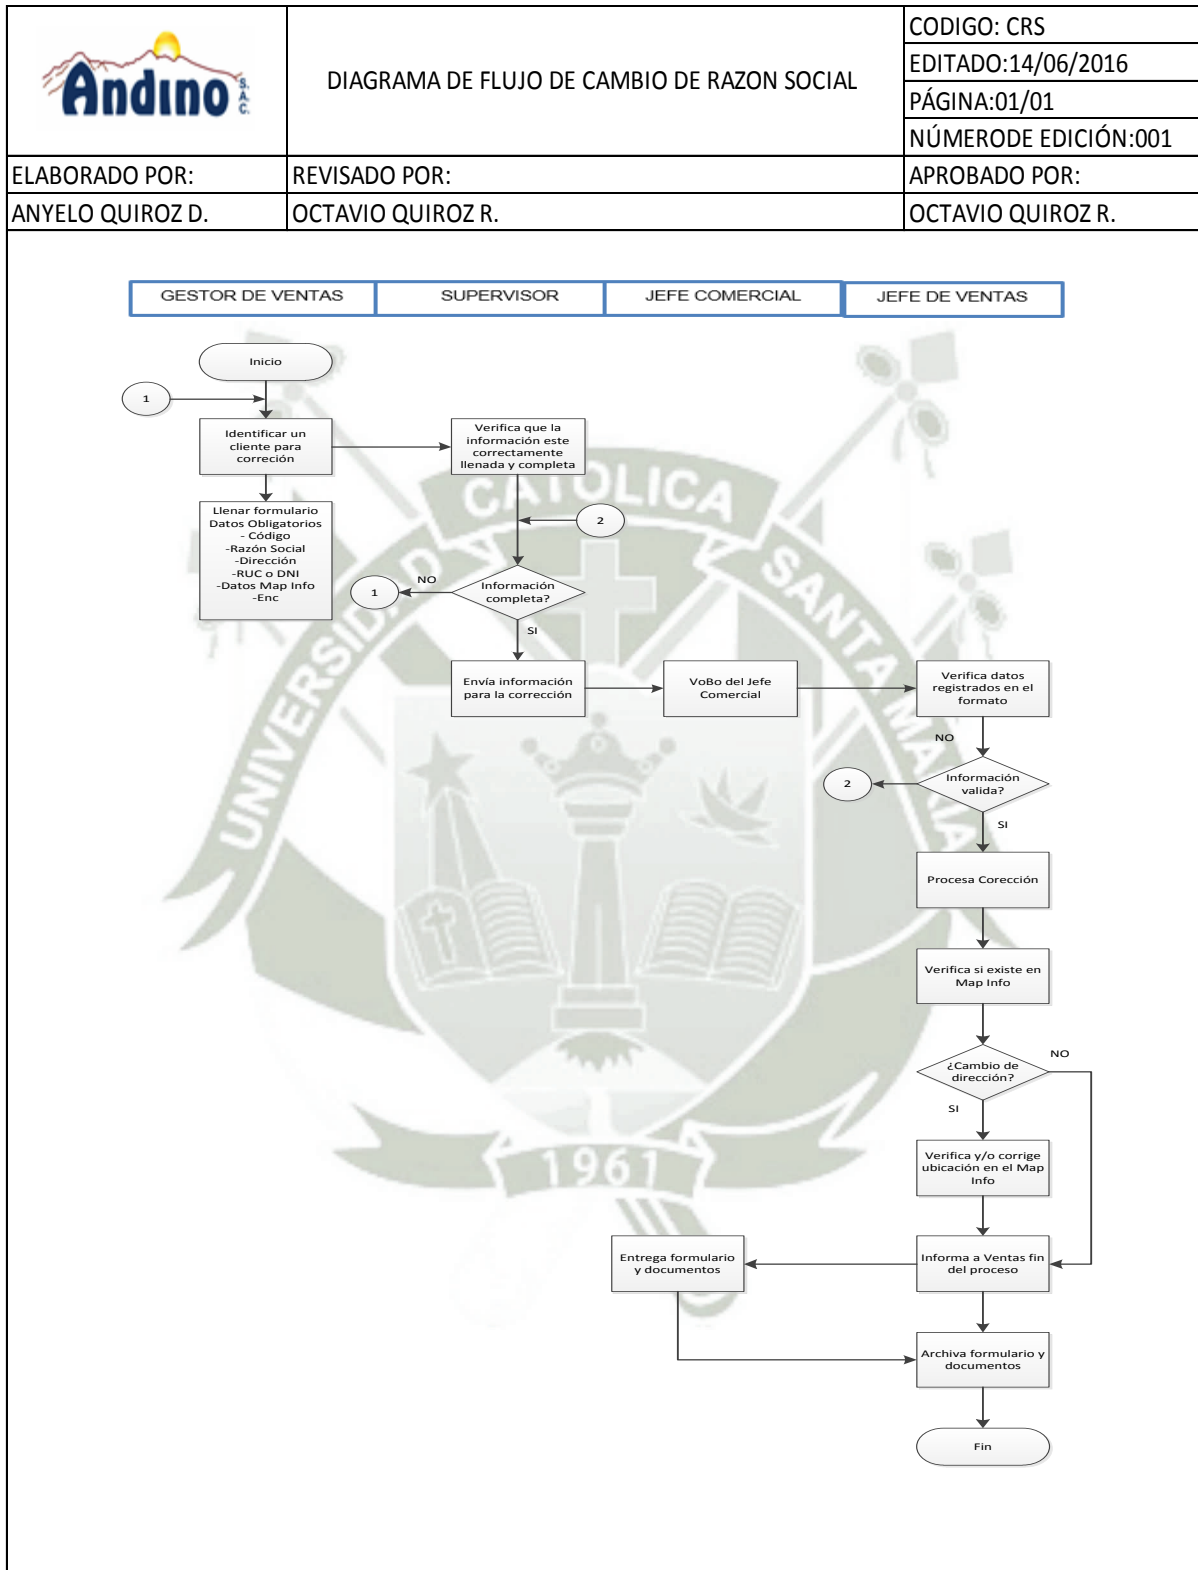 Andino S.A.C.
DIAGRAMA DE FLUJO DE CAMBIO DE RAZON SOCIAL
CODIGO: CRS
EDITADO:14/06/2016
PÁGINA:01/01
NÚMERODE EDICIÓN:001
ELABORADO POR:
REVISADO POR:
APROBADO POR:
ANYELO QUIROZ D.
OCTAVIO QUIROZ R.
OCTAVIO QUIROZ R.
GESTOR DE VENTAS
SUPERVISOR
JEFE COMERCIAL
JEFE DE VENTAS
Inicio
1
Identificar un
cliente para
correción
Verifica que la
información este
correctamente
llenada y completa
Llenar formulario
Datos Obligatorios
- Código
-Razón Social
-Dirección
-RUC o DNI
-Datos Map Info
-Enc
2
Información
completa?
NO
1
SI
Envía información
para la corrección
VoBo del Jefe
Comercial
Verifica datos
registrados en el
formato
NO
Información
valida?
2
SI
Procesa Corección
Verifica si existe en
Map Info
¿Cambio de
dirección?
NO
SI
Verifica y/o corrige
ubicación en el Map
Info
Entrega formulario
y documentos
Informa a Ventas fin
del proceso
Archiva formulario y
documentos
Fin
UNIVERSIDAD CATOLICA SANTA MARIA
1961